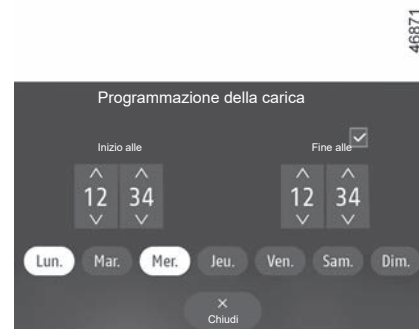 46871
Programmazione della carica
Inizio alle Fine alle
12 34 12 34
Lun. Mar. Mer. Jeu. Ven. Sam. Dim.
Chiudi